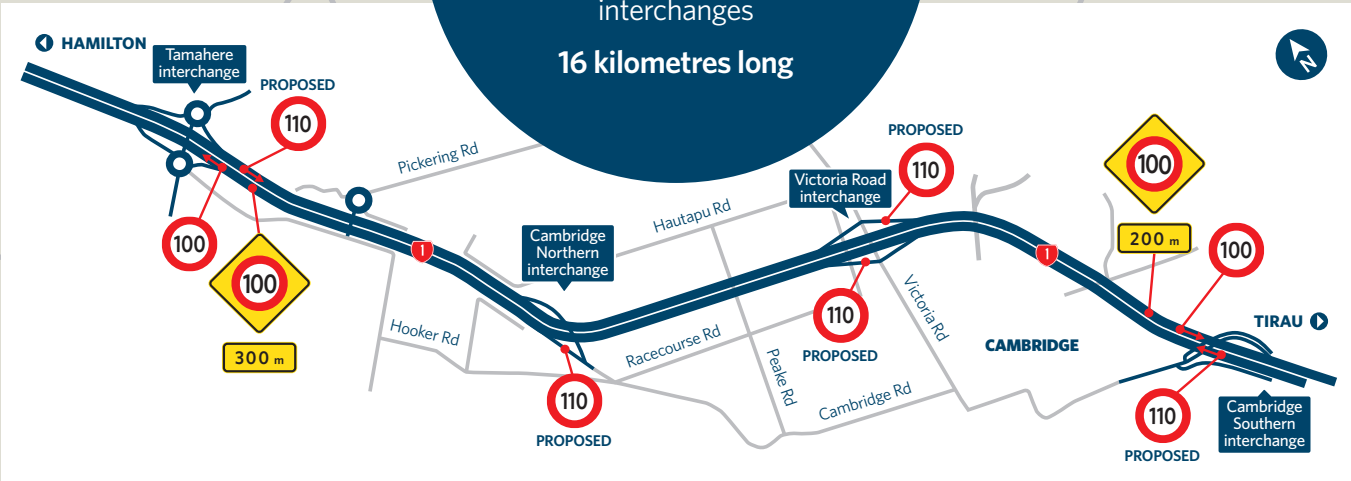 interchanges
16 kilometres long
HAMILTON
Tamahere
interchange
PROPOSED
110
100
100
300 m
Pickering Rd
1
Hooker Rd
Cambridge
Northern
interchange
110
PROPOSED
Hautapu Rd
Racecourse Rd
Peake Rd
Cambridge Rd
Victoria Road
interchange
PROPOSED
110
110
PROPOSED
Victoria Rd
CAMBRIDGE
1
N
100
200 m
100
TIRAU
110
PROPOSED
Cambridge
Southern
interchange